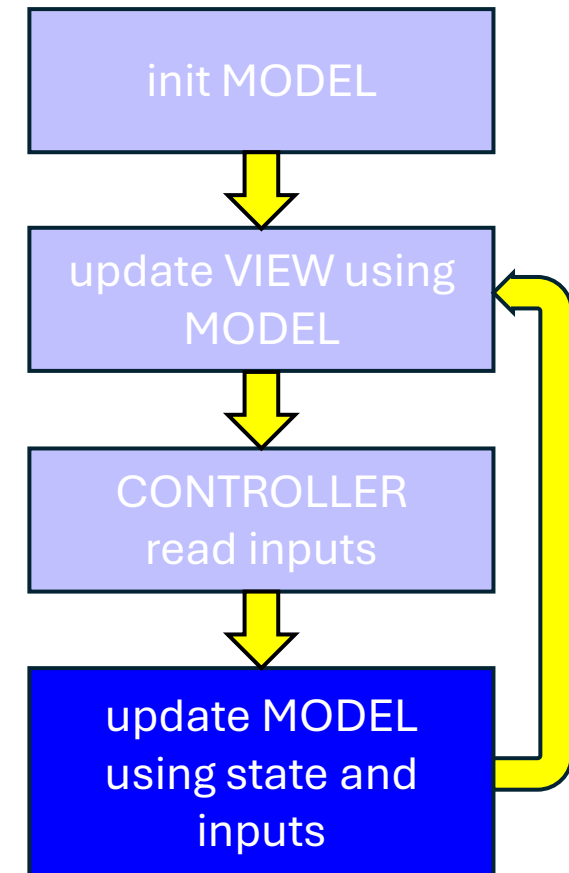 init MODEL
update VIEW using
MODEL
CONTROLLER
read inputs
update MODEL
using state and
inputs